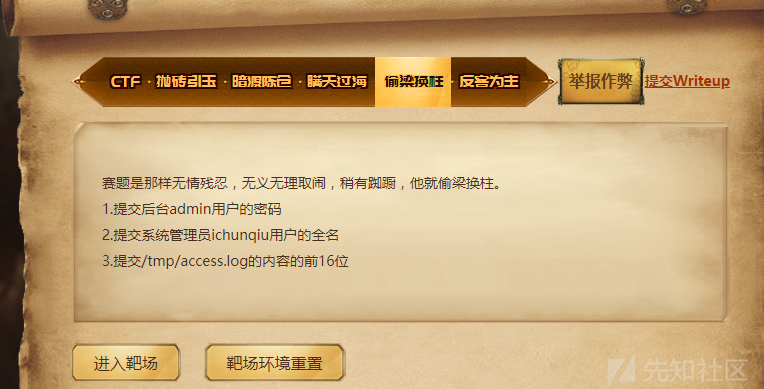 CTF · 抛砖引玉 · 暗渡陈仓 · 瞒天过海 · 偷梁换柱 · 反客为主 举报作弊 提交Writeup
赛题是那样无情残忍，无义无理取闹，稍有踟蹰，他就偷梁换柱。
1.提交后台admin用户的密码
2.提交系统管理员ichunqiu用户的全名
3.提交/tmp/access.log的内容的前16位
进入靶场 靶场环境重置
先知社区